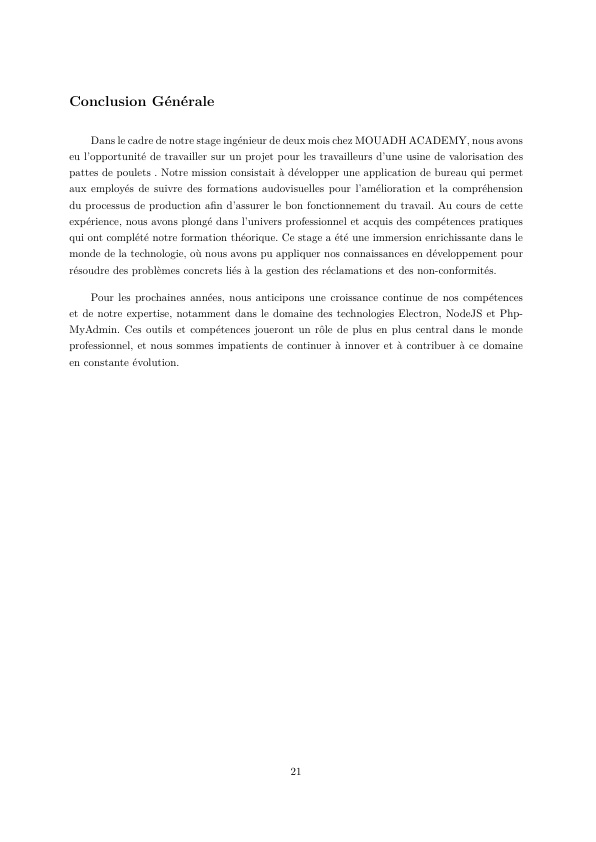 Conclusion Générale
Dans le cadre de notre stage ingénieur de deux mois chez MOUADH ACADEMY, nous avons
eu l'opportunité de travailler sur un projet pour les travailleurs d'une usine de valorisation des
pattes de poulets . Notre mission consistait à développer une application de bureau qui permet
aux employés de suivre des formations audovisuelles pour l'amélioration et la compréhension
du processus de production afin d'assurer le bon fonctionnement du travail. Au cours de cette
expérience, nous avons plongé dans l'univers professionnel et acquis des compétences pratiques
qui ont complété notre formation théorique. Ce stage a été une immersion enrichissante dans le
monde de la technologie, où nous avons pu appliquer nos connaissances en développement pour
résoudre des problèmes concrets liés à la gestion des réclamations et des non-conformités.
Pour les prochaines années, nous anticipons une croissance continue de nos compétences
et de notre expertise, notamment dans le domaine des technologies Electron, NodeJS et Php-
MyAdmin. Ces outils et compétences joueront un rôle de plus en plus central dans le monde
professionnel, et nous sommes impatients de continuer à innover et à contribuer à ce domaine
en constante évolution.
21